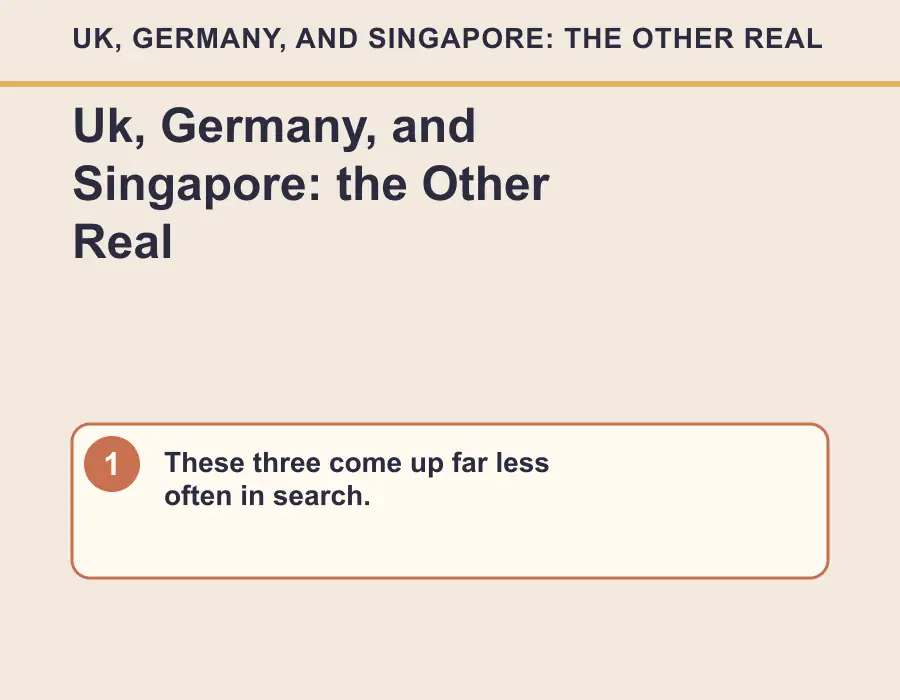 UK, GERMANY, AND SINGAPORE: THE OTHER REAL
Uk, Germany, and
Singapore: the Other
Real
1
These three come up far less
often in search.